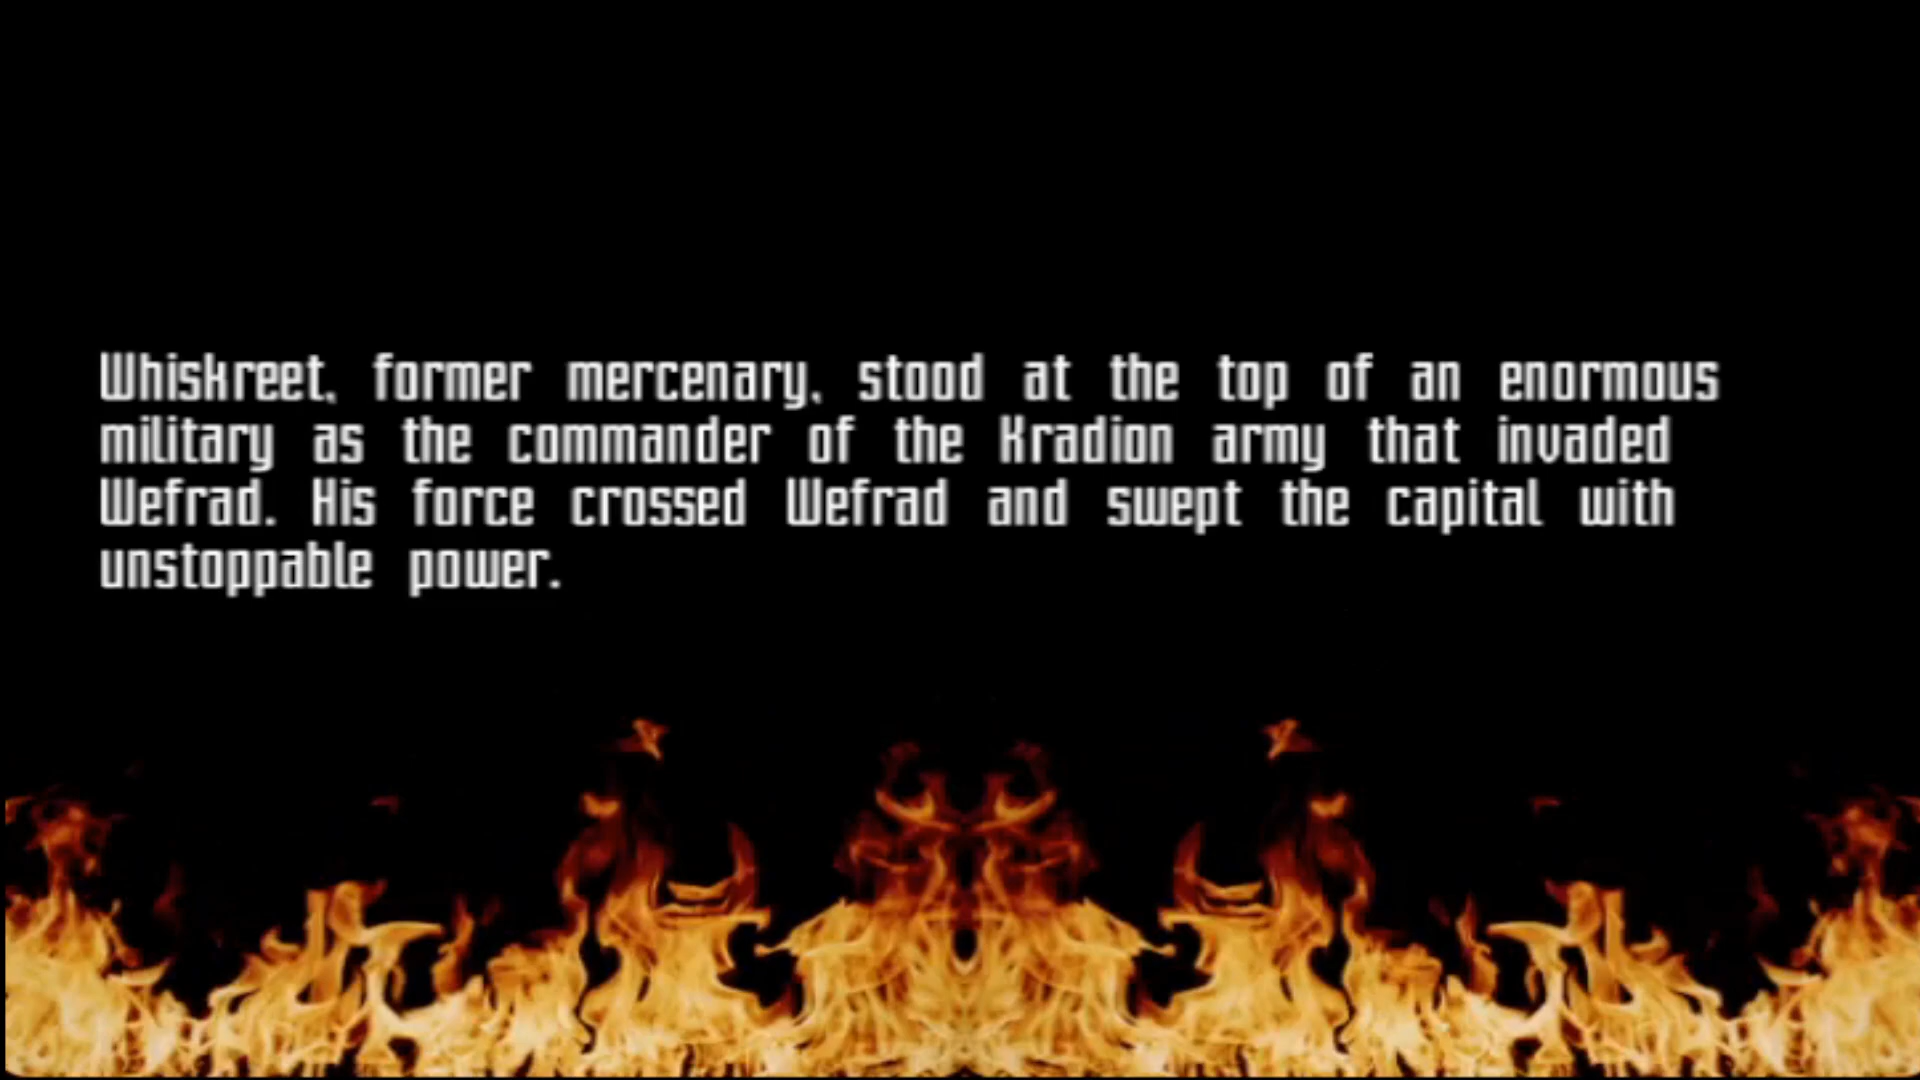 Whiskreet, former mercenary, stood at the top of an enormous
military as the commander of the Kradion army that invaded
Wefrad. His force crossed Wefrad and swept the capital with
unstoppable power.